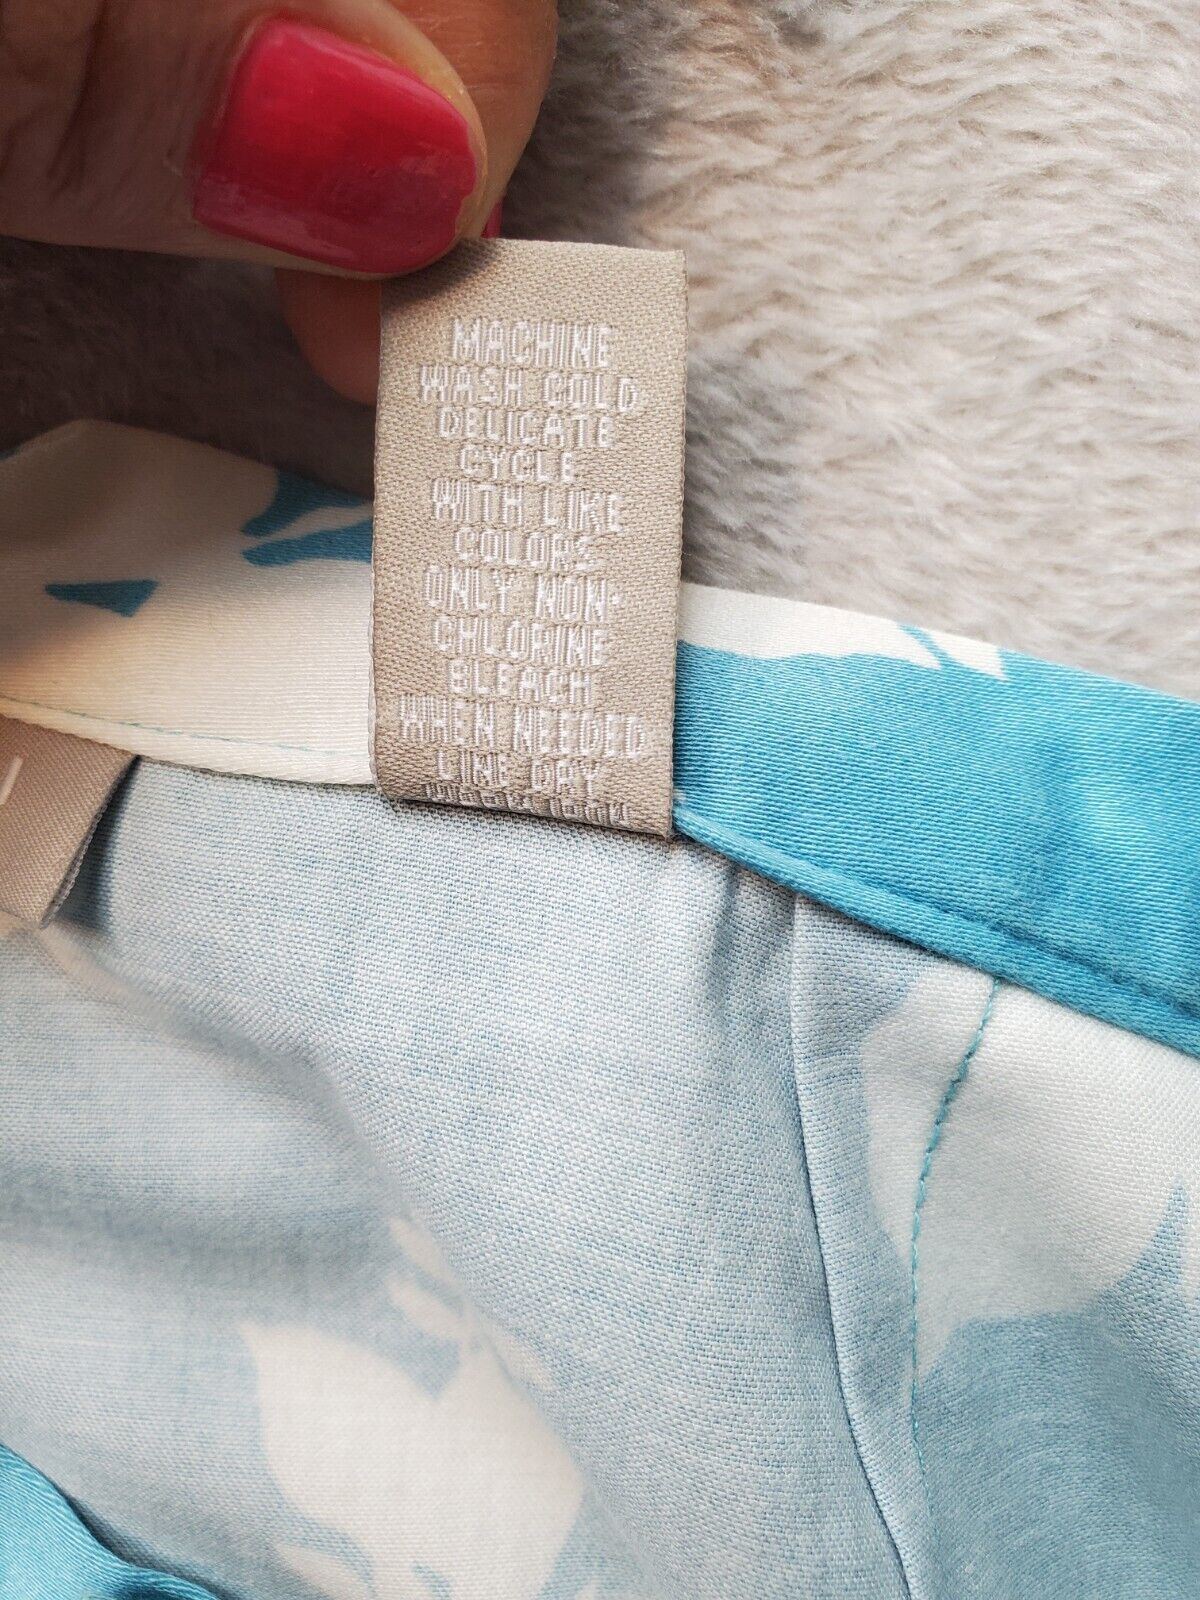 MACHINE
WASH COLD
DELICATE
CYCLE
WITH LIKE
COLORS
ONLY NON-
CHLORINE
BLEACH
WHEN NEEDED
LINE DRY